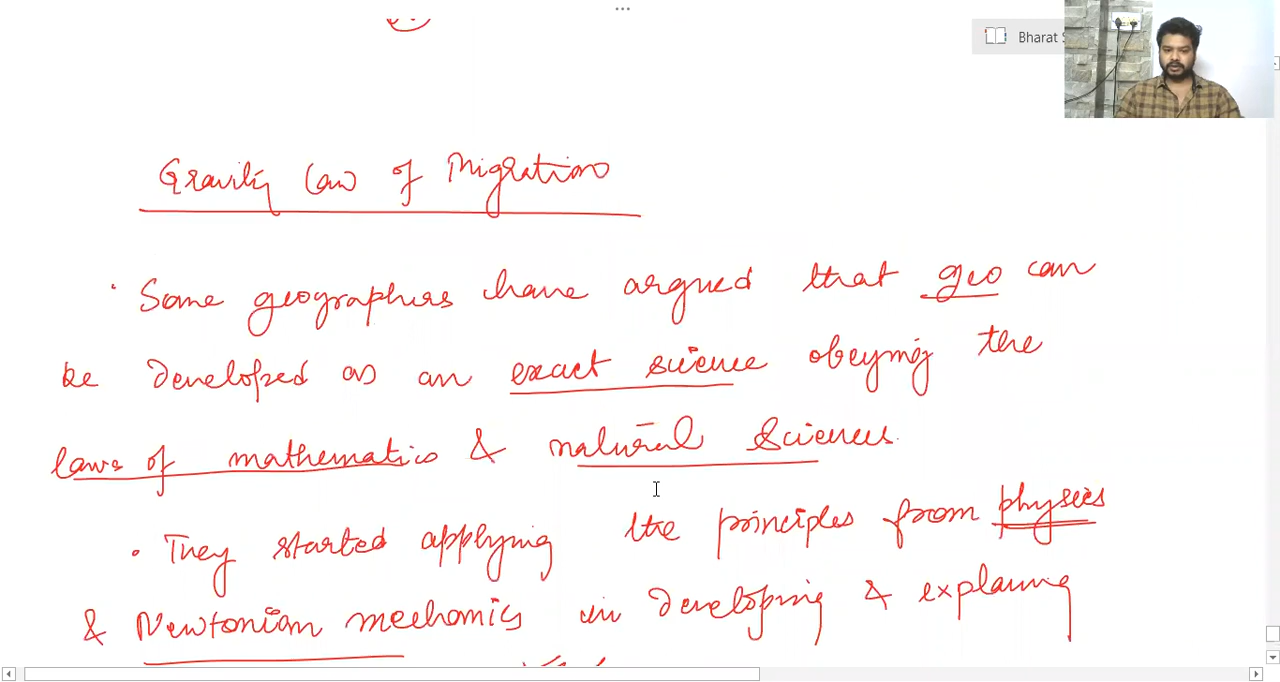 Bharat S
Gravity Law of Migration
• Some geographers have argued that geo can
be developed as an exact science obeying the
laws of mathematics & natural sciences.
• They started applying the principles from physics
& Newtonian mechanics in developing & explaining